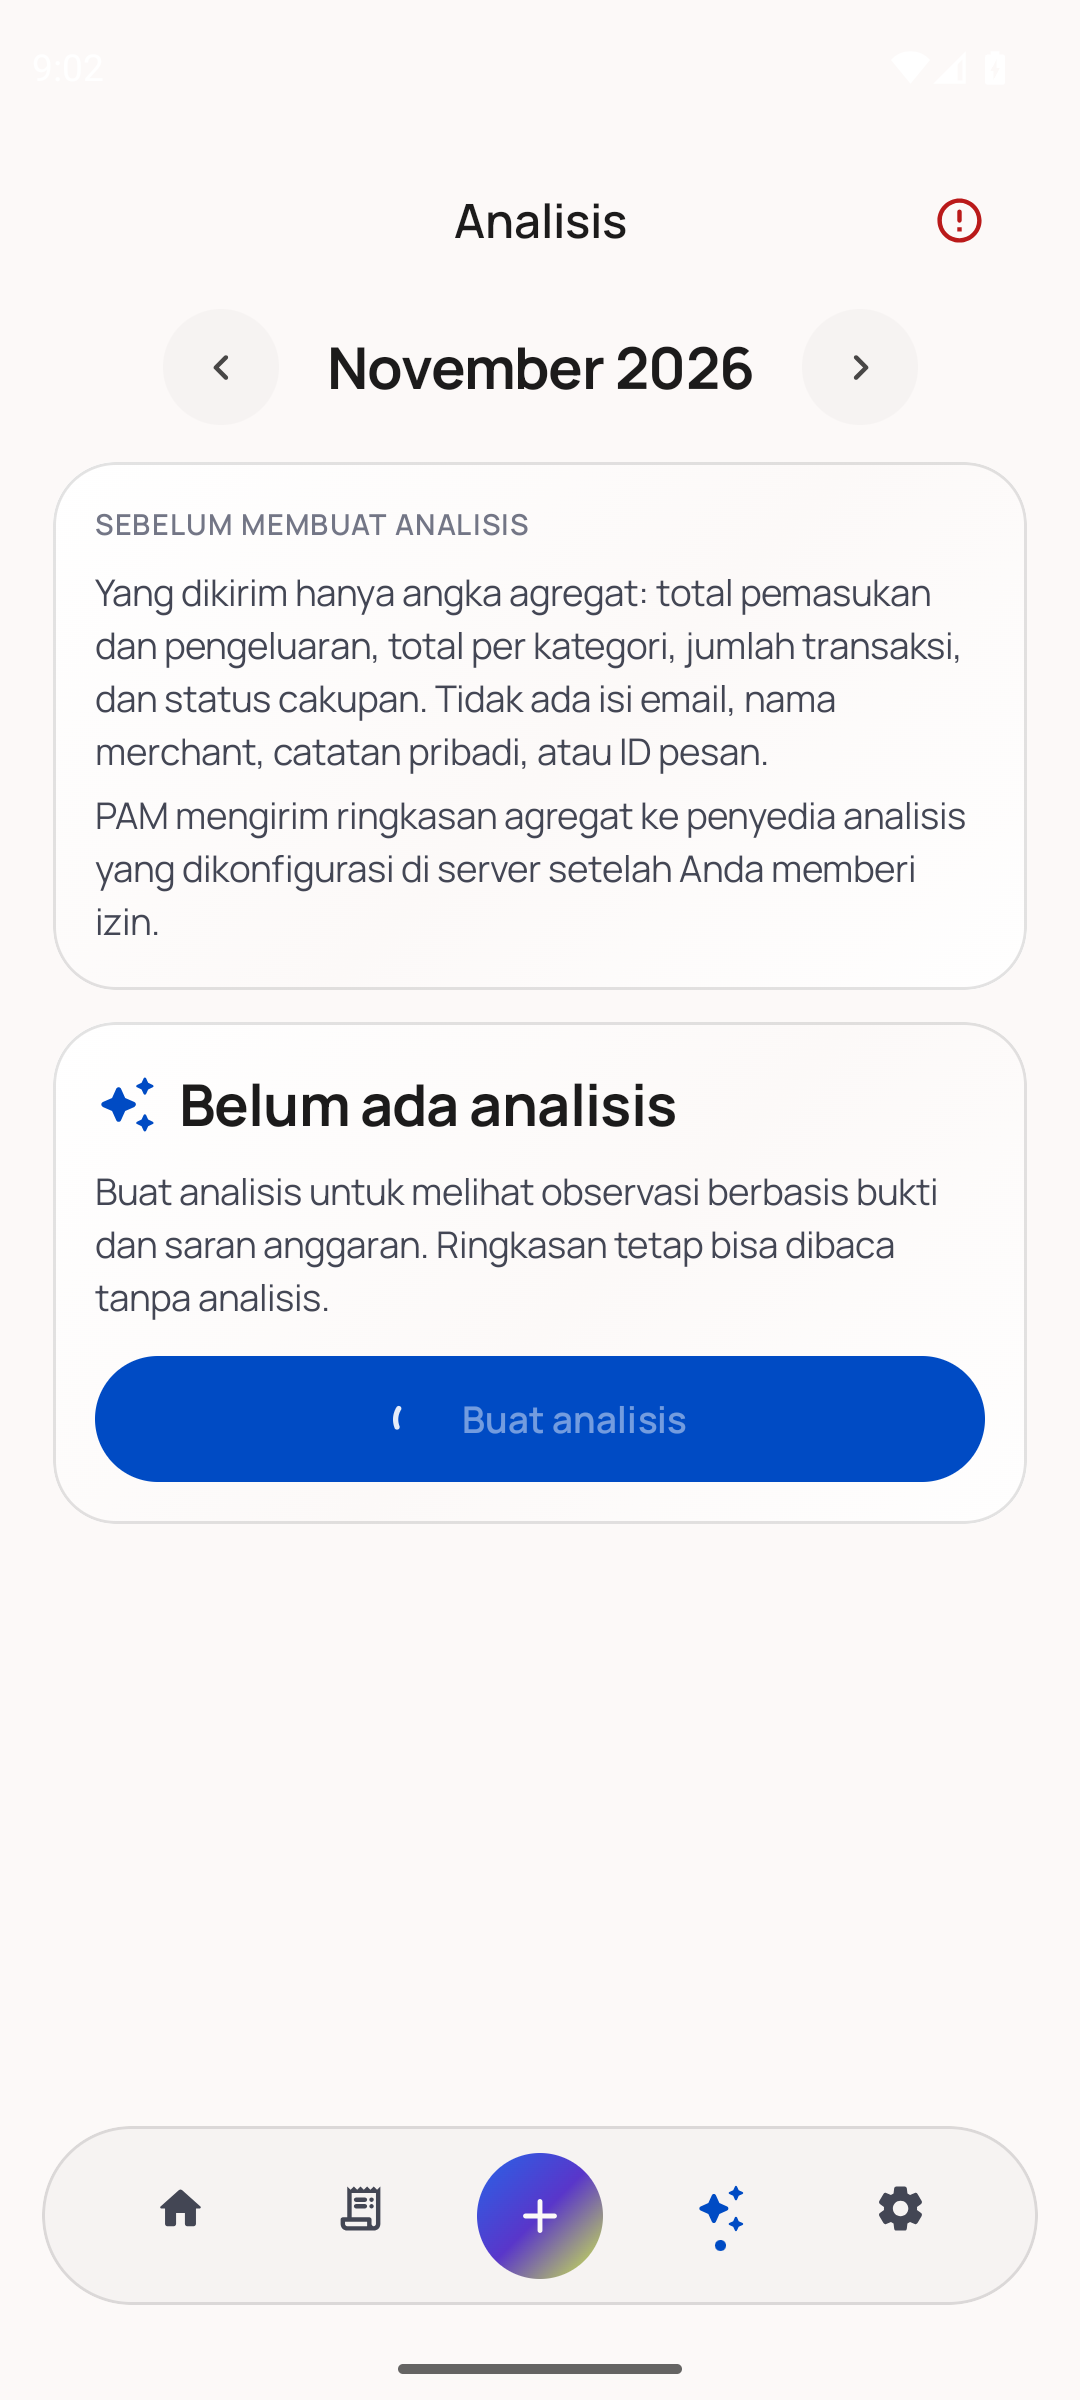 9:02
Analisis
November 2026
SEBELUM MEMBUAT ANALISIS
Yang dikirim hanya angka agregat: total pemasukan
dan pengeluaran, total per kategori, jumlah transaksi,
dan status cakupan. Tidak ada isi email, nama
merchant, catatan pribadi, atau ID pesan.
PAM mengirim ringkasan agregat ke penyedia analisis
yang dikonfigurasi di server setelah Anda memberi
izin.
Belum ada analisis
Buat analisis untuk melihat observasi berbasis bukti
dan saran anggaran. Ringkasan tetap bisa dibaca
tanpa analisis.
Buat analisis